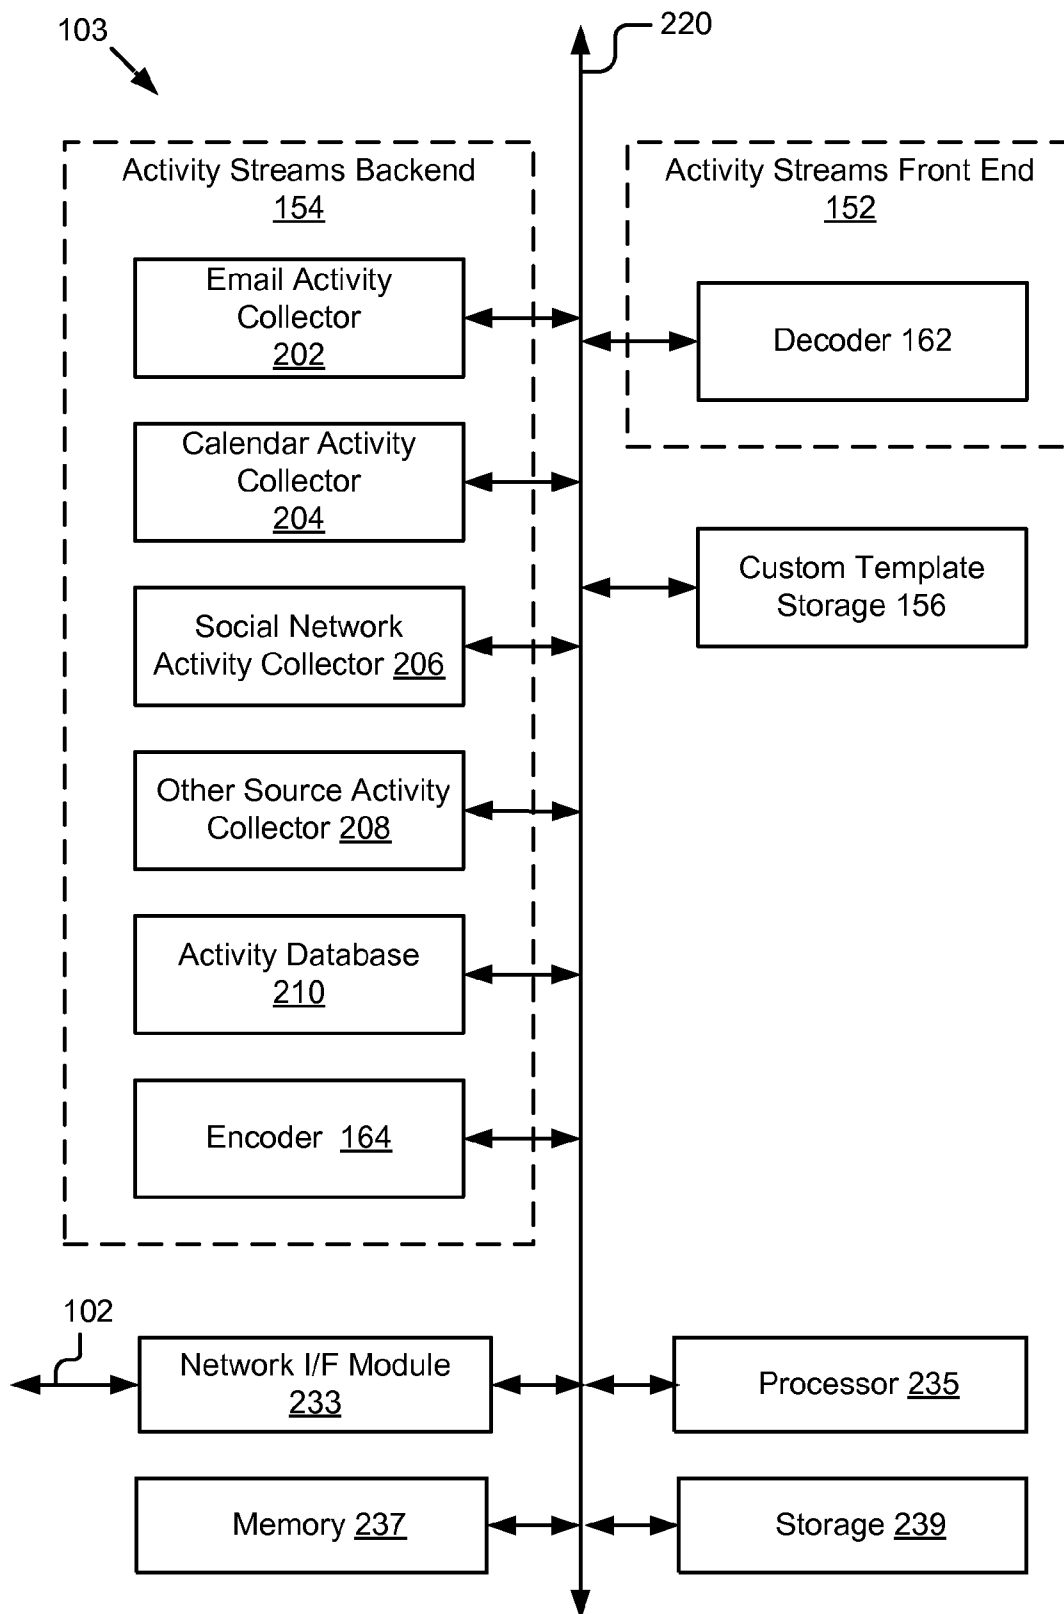 103
220
Activity Streams Backend
154
Email Activity
Collector
202
Calendar Activity
Collector
204
Social Network
Activity Collector 206
Other Source Activity
Collector 208
Activity Database
210
Encoder 164
Activity Streams Front End
152
Decoder 162
Custom Template
Storage 156
102
Network I/F Module
233
Processor 235
Memory 237
Storage 239